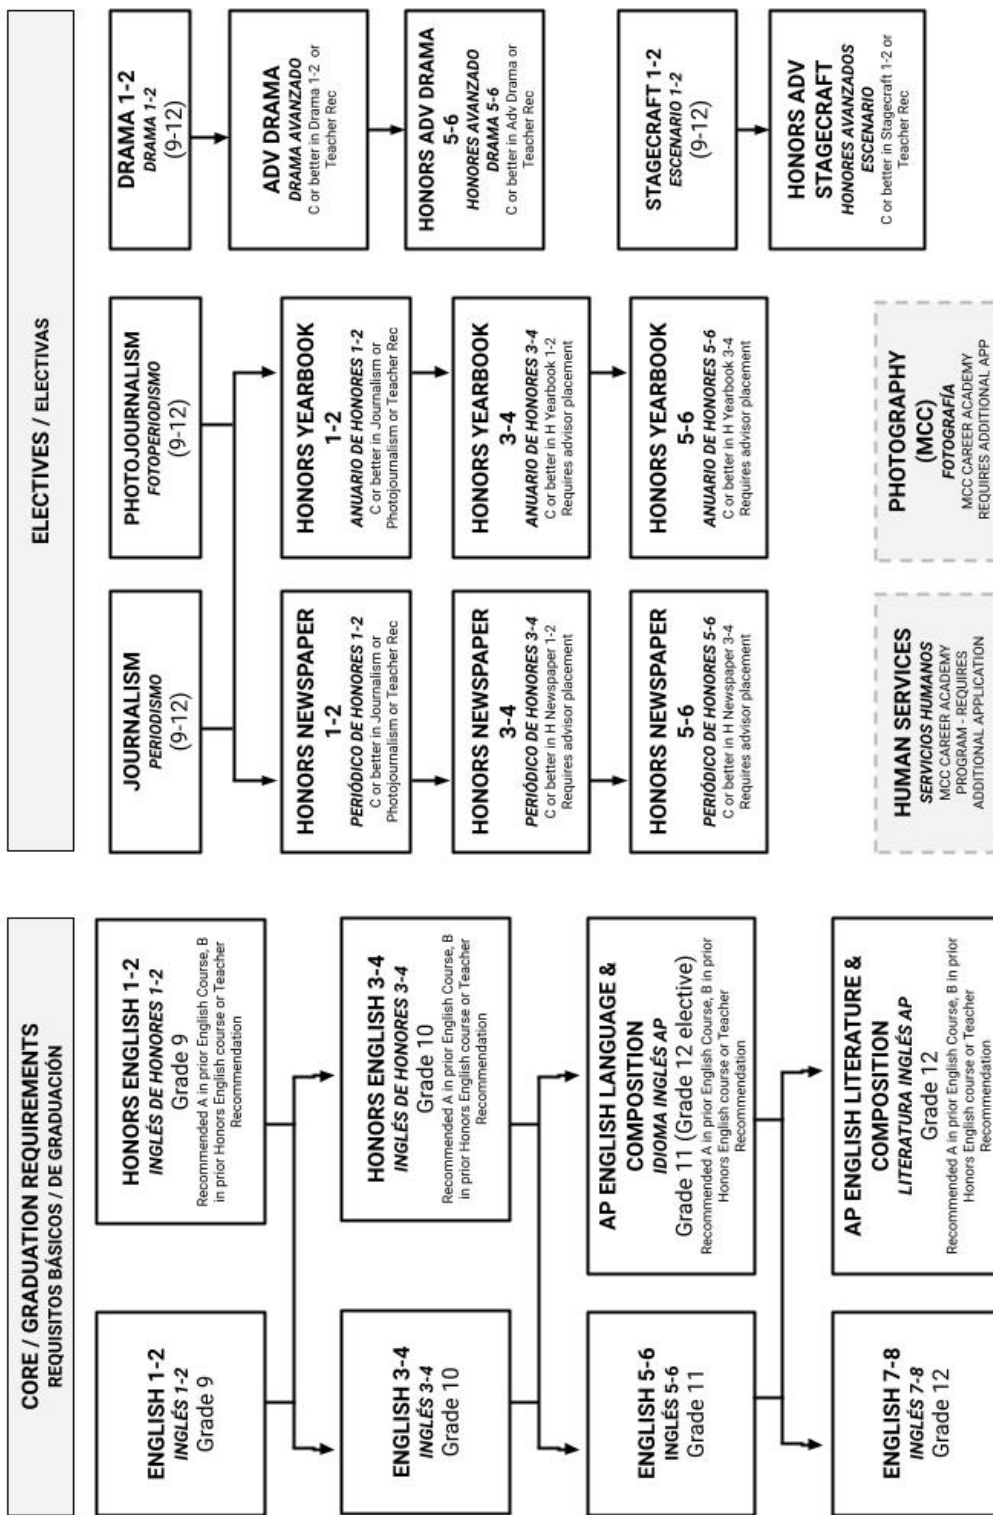 CORE / GRADUATION REQUIREMENTS
REQUISITOS BÁSICOS / DE GRADUACIÓN
ENGLISH 1-2
INGLÉS 1-2
Grade 9
HONORS ENGLISH 1-2
INGLÉS DE HONORES 1-2
Grade 9
Recommended A in prior English Course, B
in prior Honors English course or Teacher
Recommendation
ENGLISH 3-4
INGLÉS 3-4
Grade 10
HONORS ENGLISH 3-4
INGLÉS DE HONORES 3-4
Grade 10
Recommended A in prior English Course, B
in prior Honors English course or Teacher
Recommendation
ENGLISH 5-6
INGLÉS 5-6
Grade 11
AP ENGLISH LANGUAGE &
COMPOSITION
IDIOMA INGLÉS AP
Grade 11 (Grade 12 elective)
Recommended A in prior English Course, B in prior
Honors English course or Teacher
Recommendation
ENGLISH 7-8
INGLÉS 7-8
Grade 12
AP ENGLISH LITERATURE &
COMPOSITION
LITERATURA INGLÉS AP
Grade 12
Recommended A in prior English Course, B in prior
Honors English course or Teacher
Recommendation
ELECTIVES / ELECTIVAS
JOURNALISM
PERIODISMO
(9-12)
PHOTOJOURNALISM
FOTOPERIODISMO
(9-12)
HONORS NEWSPAPER
1-2
PERIÓDICO DE HONORES 1-2
C or better in Journalism or
Photojournalism or Teacher Rec
HONORS YEARBOOK
1-2
ANUARIO DE HONORES 1-2
C or better in Journalism or
Photojournalism or Teacher Rec
HONORS NEWSPAPER
3-4
PERIÓDICO DE HONORES 3-4
C or better in H Newspaper 1-2
Requires advisor placement
HONORS YEARBOOK
3-4
ANUARIO DE HONORES 3-4
C or better in H Yearbook 1-2
Requires advisor placement
HONORS NEWSPAPER
5-6
PERIÓDICO DE HONORES 5-6
C or better in H Newspaper 3-4
Requires advisor placement
HONORS YEARBOOK
5-6
ANUARIO DE HONORES 5-6
C or better in H Yearbook 3-4
Requires advisor placement
HUMAN SERVICES
SERVICIOS HUMANOS
MCC CAREER ACADEMY
PROGRAM - REQUIRES
ADDITIONAL APPLICATION
PHOTOGRAPHY
(MCC)
FOTOGRAFÍA
MCC CAREER ACADEMY
REQUIRES ADDITIONAL APP
DRAMA 1-2
DRAMA 1-2
(9-12)
ADV DRAMA
DRAMA AVANZADO
C or better in Drama 1-2 or
Teacher Rec
HONORS ADV DRAMA
5-6
HONORES AVANZADO
DRAMA 5-6
C or better in Adv Drama or
Teacher Rec
STAGECRAFT 1-2
ESCENARIO 1-2
(9-12)
HONORS ADV
STAGECRAFT
HONORES AVANZADOS
ESCENARIO
C or better in Stagecraft 1-2 or
Teacher Rec